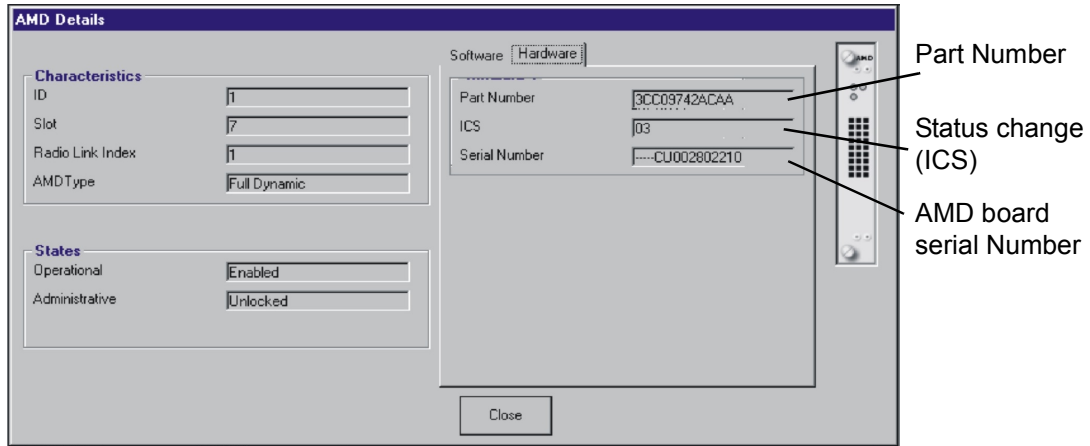 AMD Details
Characteristics
ID 1
Slot 7
Radio Link Index 1
AMDType Full Dynamic
States
Operational Enabled
Administrative Unlocked
Software Hardware
Part Number 3CC09742ACAA
ICS 03
Serial Number ----CU002802210
Close
AMD
Part Number
Status change
(ICS)
AMD board
serial Number